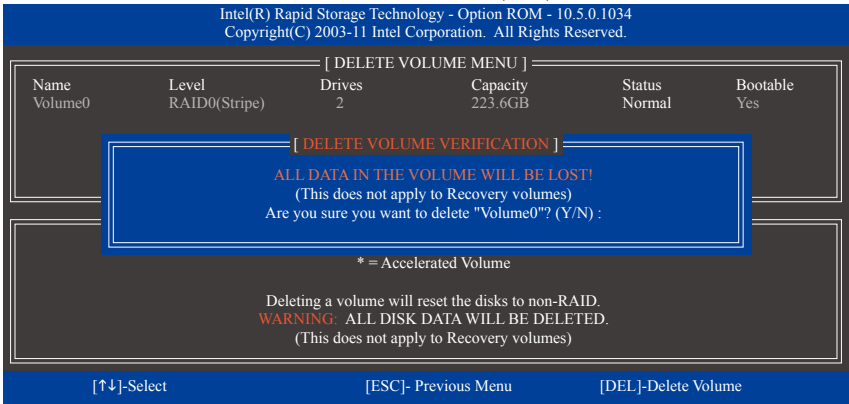 Intel(R) Rapid Storage Technology - Option ROM - 10.5.0.1034
Copyright(C) 2003-11 Intel Corporation. All Rights Reserved.
[ DELETE VOLUME MENU ]
Name Level Drives Capacity Status Bootable
Volume0 RAID0(Stripe) 2 223.6GB Normal Yes
[ DELETE VOLUME VERIFICATION ]
ALL DATA IN THE VOLUME WILL BE LOST!
(This does not apply to Recovery volumes)
Are you sure you want to delete "Volume0"? (Y/N) :
* = Accelerated Volume
Deleting a volume will reset the disks to non-RAID.
WARNING: ALL DISK DATA WILL BE DELETED.
(This does not apply to Recovery volumes)
[↑↓]-Select [ESC]- Previous Menu [DEL]-Delete Volume